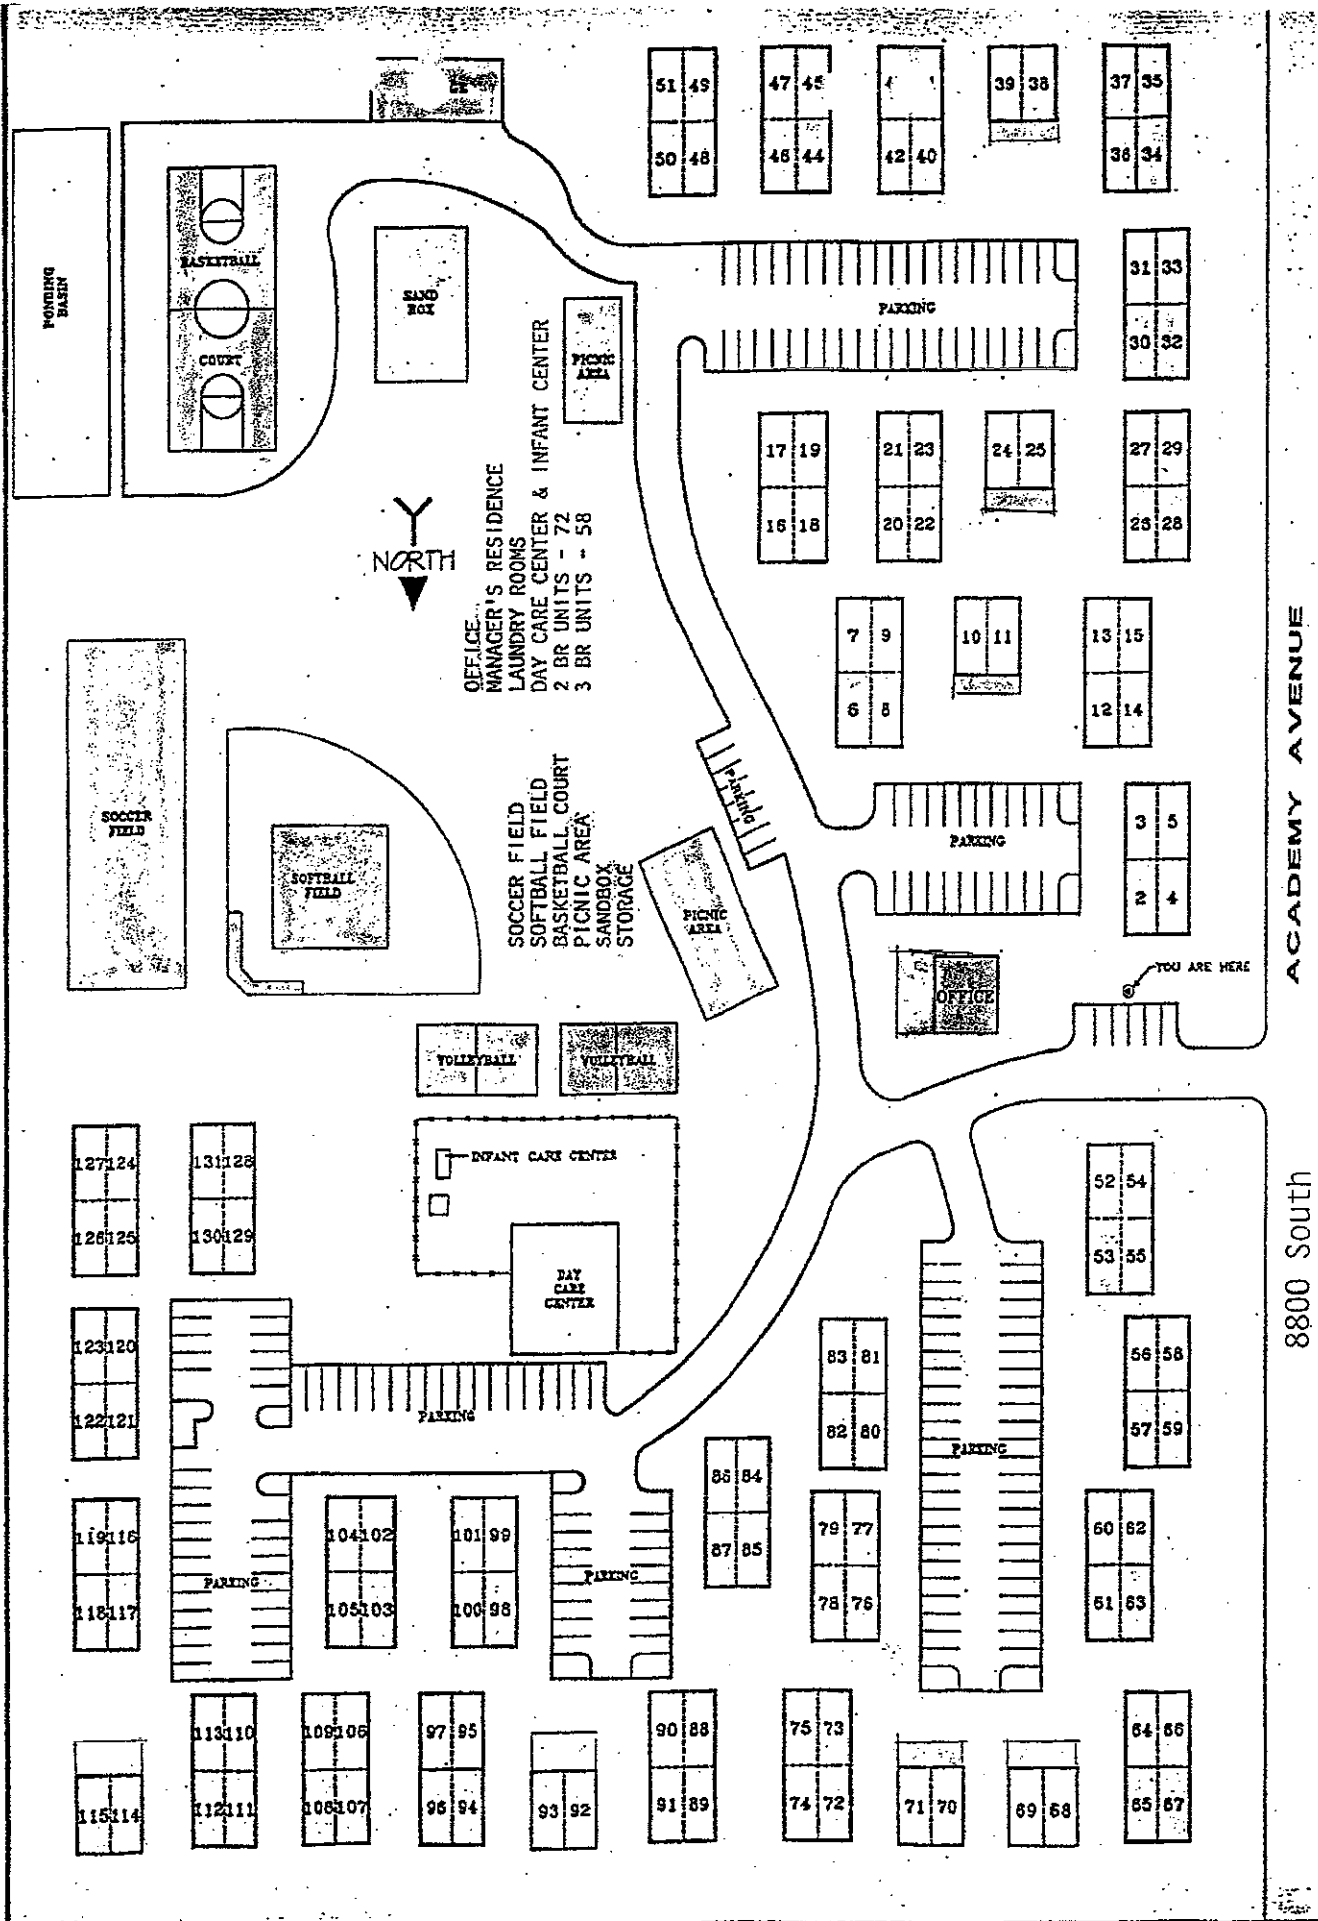 51 49
50 48
47 45
46 44
42 40
39 38
37 35
36 34
PONDING
BASIN
BASKETBALL
COURT
SAND
BOX
PICNIC
AREA
PARKING
31 33
30 32
17 19
16 18
21 23
20 22
24 25
27 29
26 28
NORTH
OFFICE
MANAGER'S RESIDENCE
LAUNDRY ROOMS
DAY CARE CENTER & INFANT CENTER
2 BR UNITS - 72
3 BR UNITS - 58
7 9
6 8
10 11
13 15
12 14
SOCCER
FIELD
SOFTBALL
FIELD
SOCCER FIELD
SOFTBALL FIELD
BASKETBALL COURT
PICNIC AREA
SANDBOX
STORAGE
PARKING
PICNIC
AREA
PARKING
3 5
2 4
OFFICE
YOU ARE HERE
ACADEMY AVENUE
8800 South
VOLLEYBALL
VOLLEYBALL
INFANT CARE CENTER
DAY
CARE
CENTER
127 124
126 125
131 128
130 129
52 54
53 55
123 120
122 121
PARKING
83 81
82 80
PARKING
56 58
57 59
119 116
118 117
PARKING
104 102
105 103
101 99
100 98
PARKING
86 84
87 85
79 77
78 76
60 62
61 63
115 114
113 110
112 111
109 106
108 107
97 95
96 94
93 92
90 88
91 89
75 73
74 72
71 70
69 68
64 66
65 67